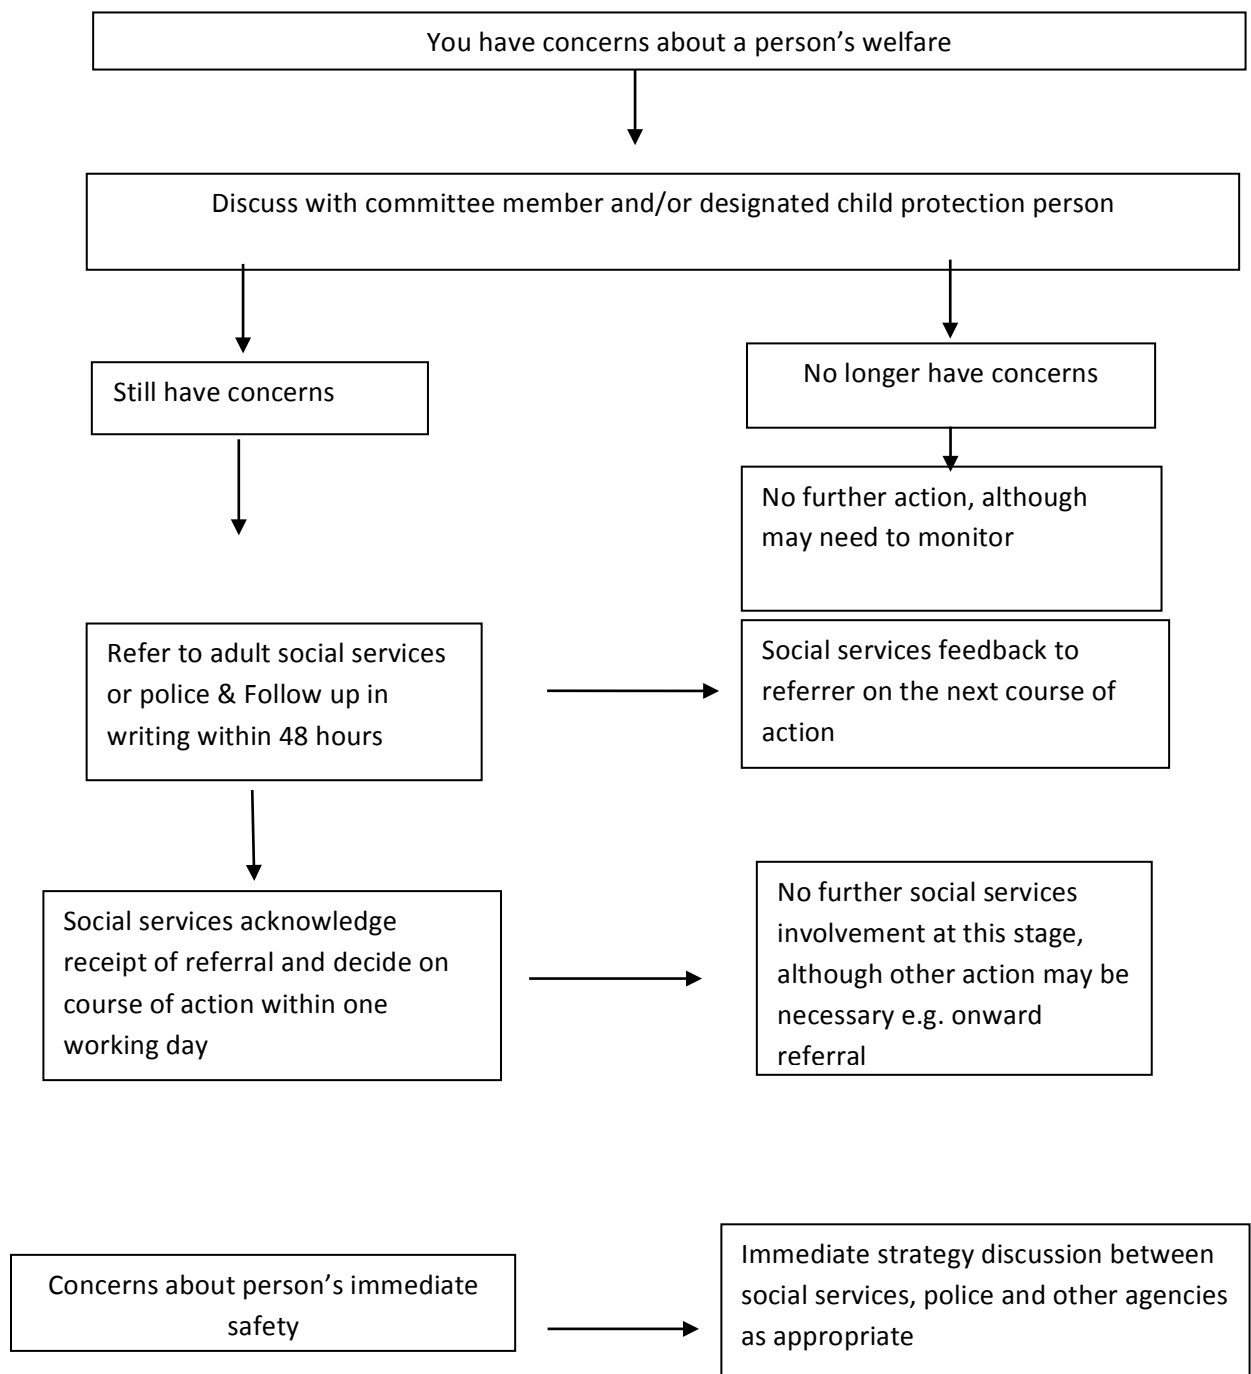 You have concerns about a person’s welfare
Discuss with committee member and/or designated child protection person
Still have concerns
No longer have concerns
No further action, although
may need to monitor
Refer to adult social services
or police & Follow up in
writing within 48 hours
Social services feedback to
referrer on the next course of
action
Social services acknowledge
receipt of referral and decide on
course of action within one
working day
No further social services
involvement at this stage,
although other action may be
necessary e.g. onward
referral
Concerns about person’s immediate
safety
Immediate strategy discussion between
social services, police and other agencies
as appropriate